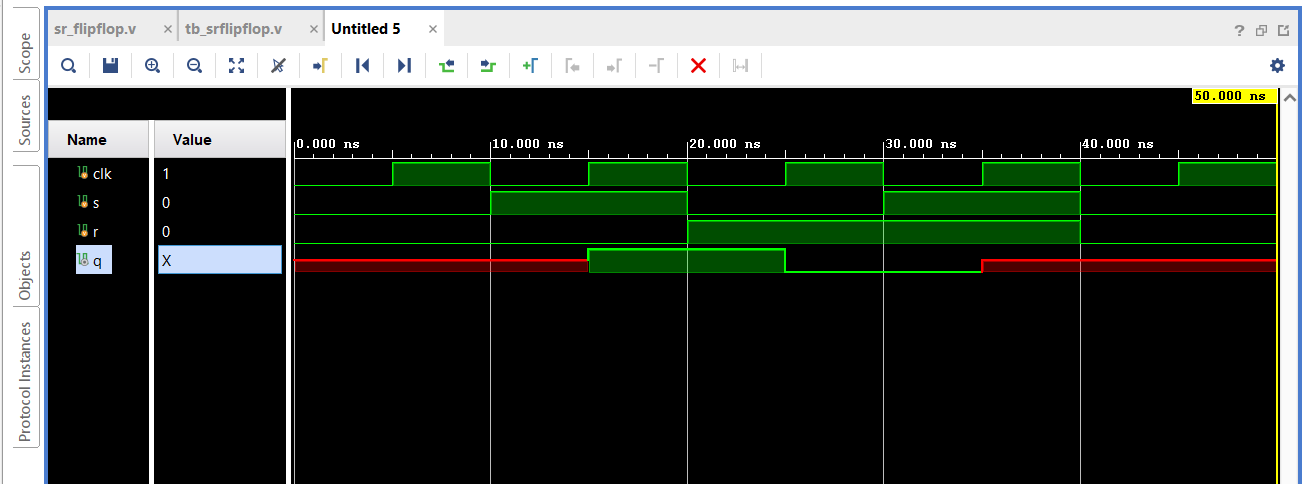 Scope
Sources
Objects
Protocol Instances
sr_flipflop.v × tb_srflipflop.v × Untitled 5 ×
?
50.000 ns
Name Value
0.000 ns 10.000 ns 20.000 ns 30.000 ns 40.000 ns
clk 1
s 0
r 0
q X